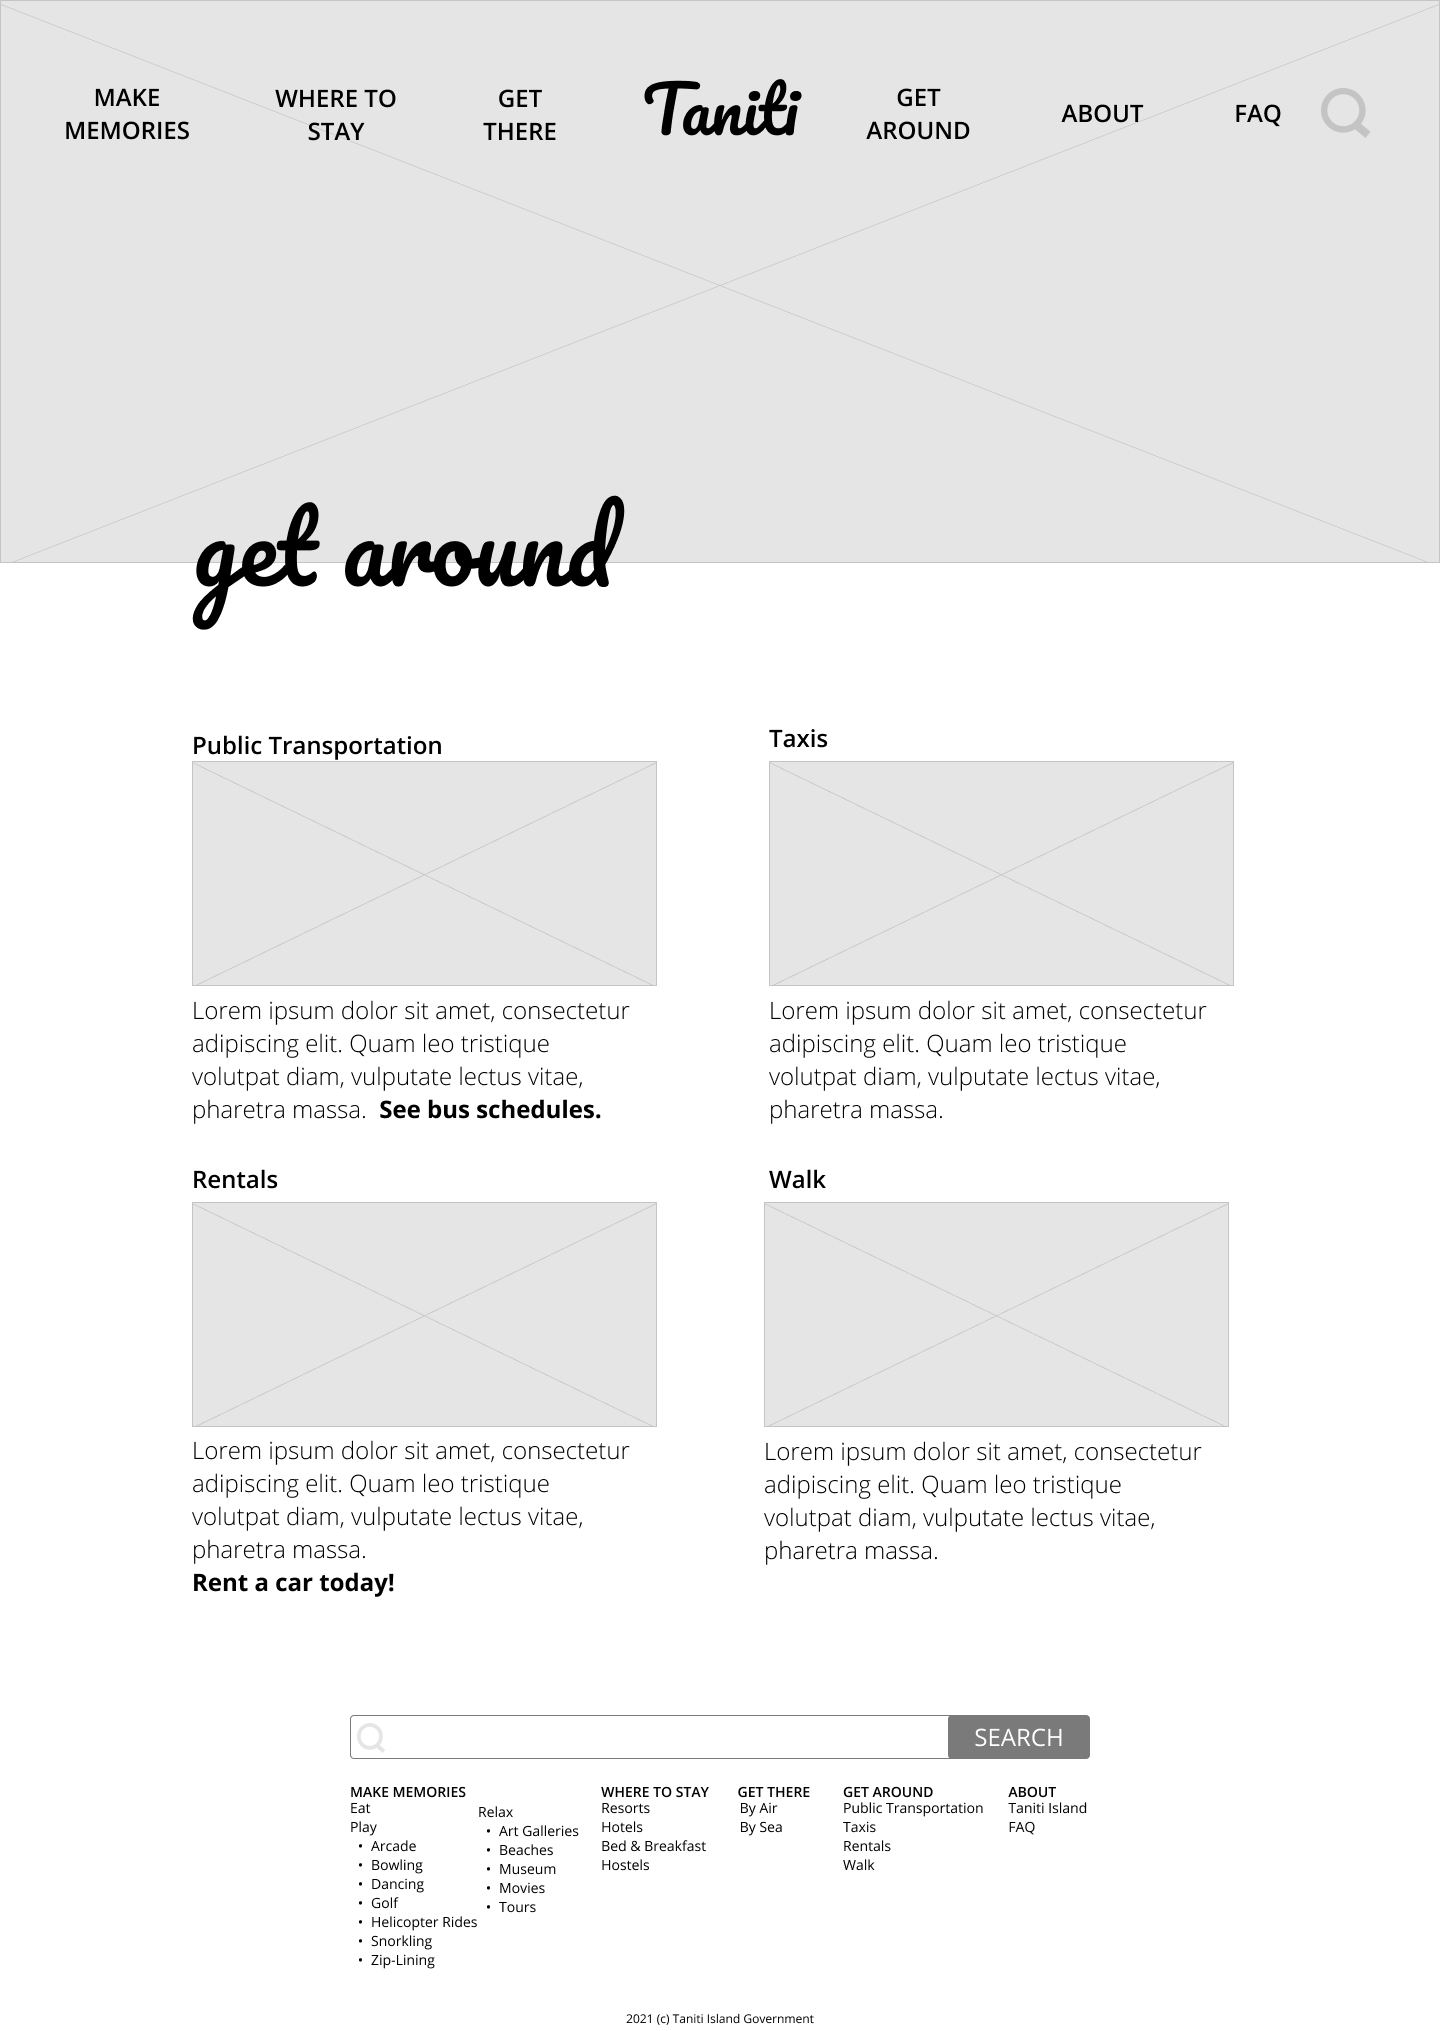 MAKE
MEMORIES
WHERE TO
STAY
GET
THERE
Taniti
GET
AROUND
ABOUT
FAQ
get around
Public Transportation
Lorem ipsum dolor sit amet, consectetur
adipiscing elit. Quam leo tristique
volutpat diam, vulputate lectus vitae,
pharetra massa.  See bus schedules.
Taxis
Lorem ipsum dolor sit amet, consectetur
adipiscing elit. Quam leo tristique
volutpat diam, vulputate lectus vitae,
pharetra massa.
Rentals
Lorem ipsum dolor sit amet, consectetur
adipiscing elit. Quam leo tristique
volutpat diam, vulputate lectus vitae,
pharetra massa.
Rent a car today!
Walk
Lorem ipsum dolor sit amet, consectetur
adipiscing elit. Quam leo tristique
volutpat diam, vulputate lectus vitae,
pharetra massa.
SEARCH
MAKE MEMORIES
Eat
Play
• Arcade
• Bowling
• Dancing
• Golf
• Helicopter Rides
• Snorkling
• Zip-Lining
Relax
• Art Galleries
• Beaches
• Museum
• Movies
• Tours
WHERE TO STAY
Resorts
Hotels
Bed & Breakfast
Hostels
GET THERE
By Air
By Sea
GET AROUND
Public Transportation
Taxis
Rentals
Walk
ABOUT
Taniti Island
FAQ
2021 (c) Taniti Island Government